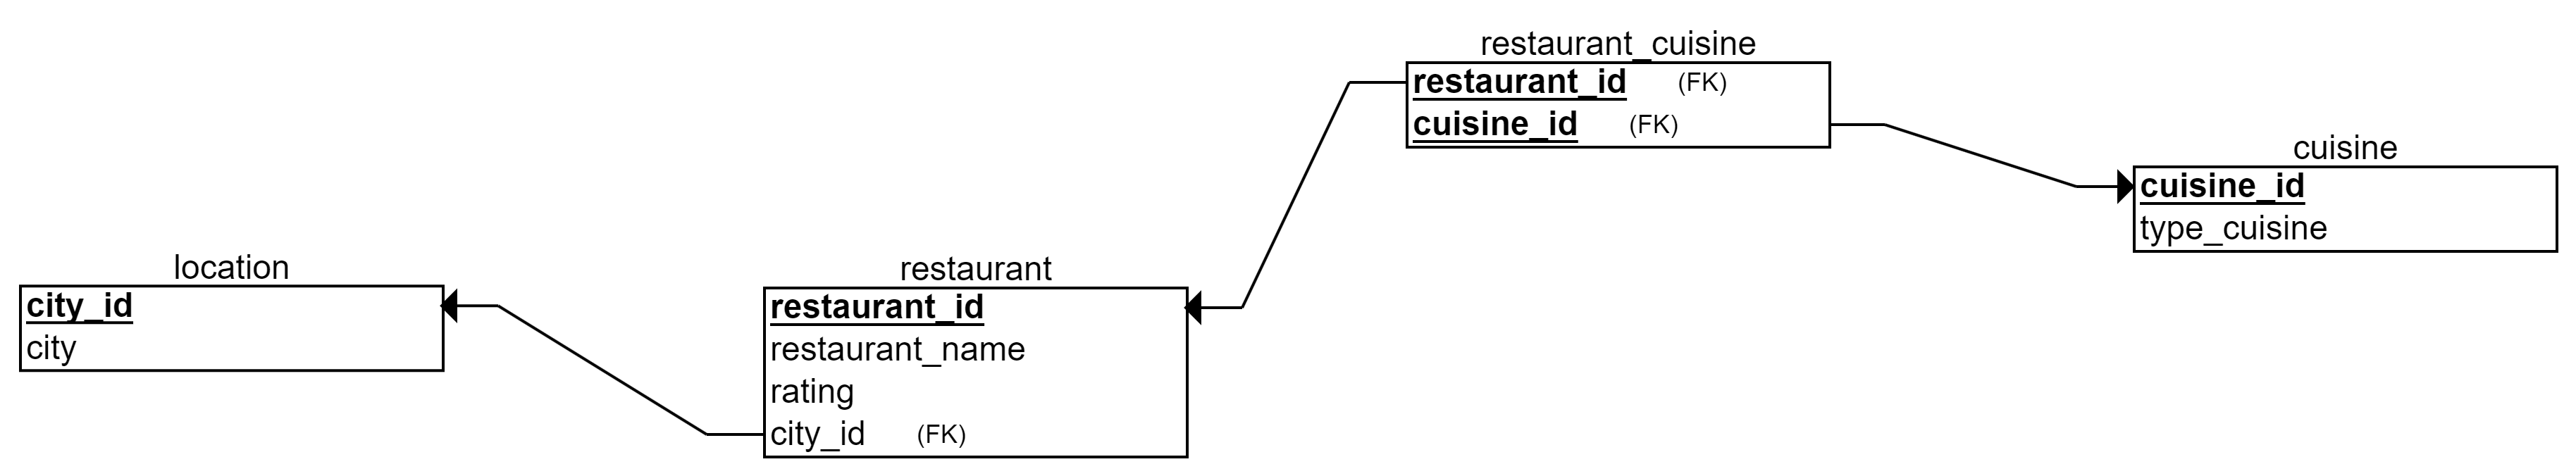 location
city_id
city
restaurant
restaurant_id
restaurant_name
rating
city_id (FK)
restaurant_cuisine
restaurant_id (FK)
cuisine_id (FK)
cuisine
cuisine_id
type_cuisine